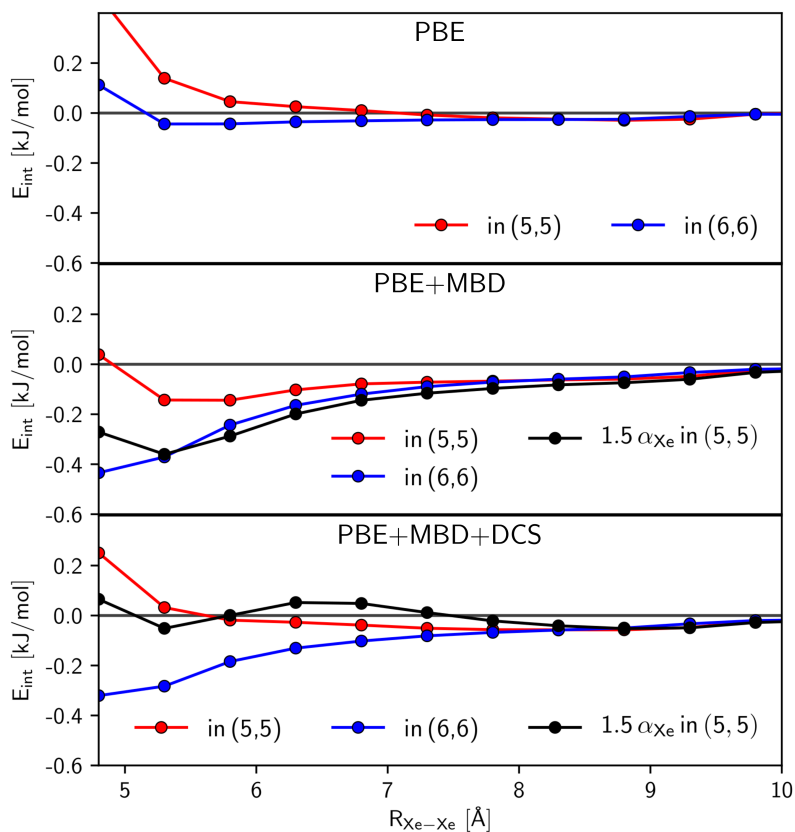 PBE
0.2
0.0
-0.2
-0.4
-0.6
E_int [kJ/mol]
in (5,5) in (6,6)
PBE+MBD
0.2
0.0
-0.2
-0.4
-0.6
E_int [kJ/mol]
in (5,5) 1.5 α_Xe in (5, 5)
in (6,6)
PBE+MBD+DCS
0.2
0.0
-0.2
-0.4
-0.6
E_int [kJ/mol]
in (5,5) in (6,6) 1.5 α_Xe in (5, 5)
5 6 7 8 9 10
R_Xe−Xe [Å]